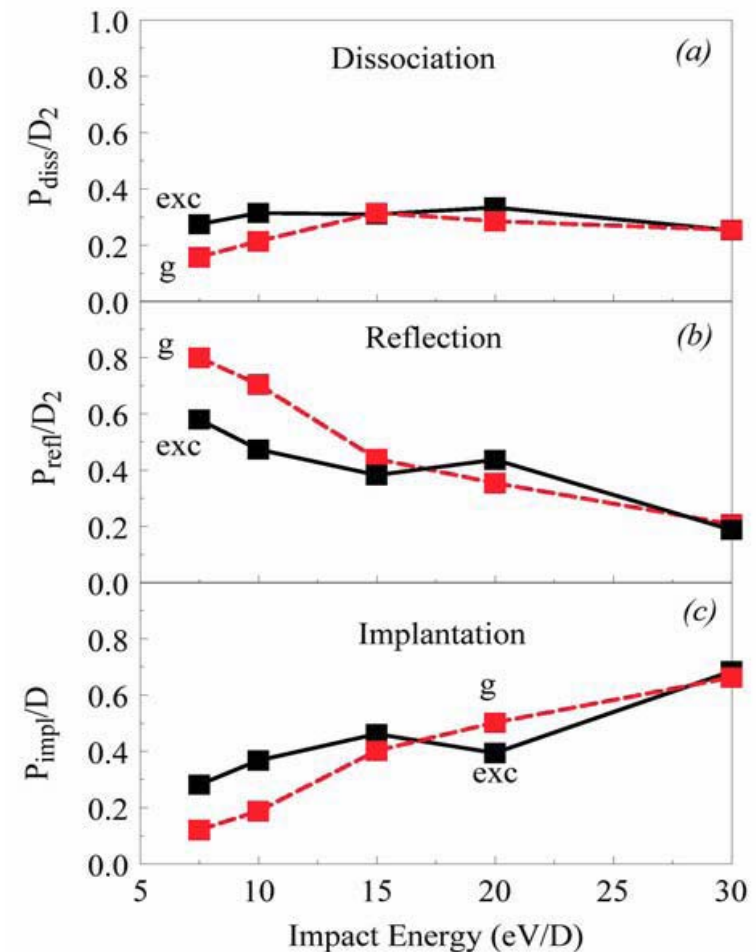 1.0
(a)
Dissociation
0.8
0.6
P_diss/D_2
0.4
exc
0.2
g
0.0
(b)
Reflection
g
0.8
0.6
P_refl/D_2
exc
0.4
0.2
0.0
(c)
Implantation
0.8
g
0.6
P_impl/D
0.4
exc
0.2
0.0
5 10 15 20 25 30
Impact Energy (eV/D)